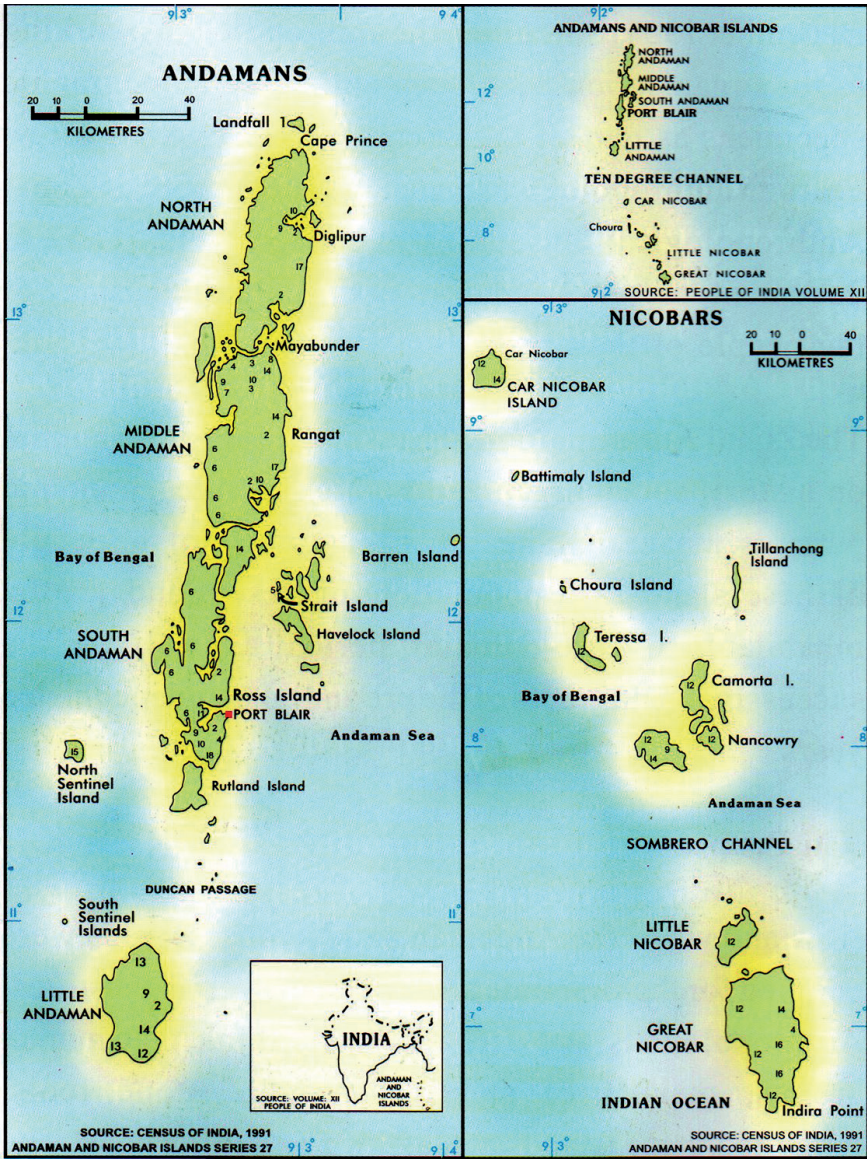 93°
94°
ANDAMANS
20 10 0 20 40
KILOMETRES
Landfall 1
Cape Prince
NORTH
ANDAMAN
10
9
2
Diglipur
17
2
13°
13°
Mayabunder
4
3
8
14
9
10
7
3
14
MIDDLE
ANDAMAN
2
Rangat
6
6
17
2
10
6
6
Bay of Bengal
14
Barren Island
6
5
Strait Island
12°
12°
Havelock Island
SOUTH
ANDAMAN
6
6
6
2
14
Ross Island
6
11
PORT BLAIR
2
9
4
10
18
Andaman Sea
15
North
Sentinel
Island
Rutland Island
DUNCAN PASSAGE
South
Sentinel
Islands
11°
11°
13
9
2
LITTLE
ANDAMAN
14
13
12
INDIA
ANDAMAN
AND
NICOBAR
ISLANDS
SOURCE: VOLUME: XII
PEOPLE OF INDIA
SOURCE: CENSUS OF INDIA, 1991
ANDAMAN AND NICOBAR ISLANDS SERIES 27
93°
94°
92°
ANDAMANS AND NICOBAR ISLANDS
NORTH
ANDAMAN
MIDDLE
ANDAMAN
12°
SOUTH ANDAMAN
PORT BLAIR
LITTLE
ANDAMAN
10°
TEN DEGREE CHANNEL
CAR NICOBAR
Choura
8°
LITTLE NICOBAR
GREAT NICOBAR
92°
SOURCE: PEOPLE OF INDIA VOLUME XII
93°
NICOBARS
20 10 0 40
KILOMETRES
Car Nicobar
12
14
CAR NICOBAR
ISLAND
9°
9°
Battimaly Island
Tillanchong
Island
Choura Island
Teressa I.
12
Camorta I.
12
Bay of Bengal
Nancowry
12
12
9
14
8°
8°
Andaman Sea
SOMBRERO CHANNEL
LITTLE
NICOBAR
12
12
14
7°
7°
GREAT
NICOBAR
4
16
12
16
12
INDIAN OCEAN
Indira Point
SOURCE: CENSUS OF INDIA, 1991
93°
ANDAMAN AND NICOBAR ISLANDS SERIES 27